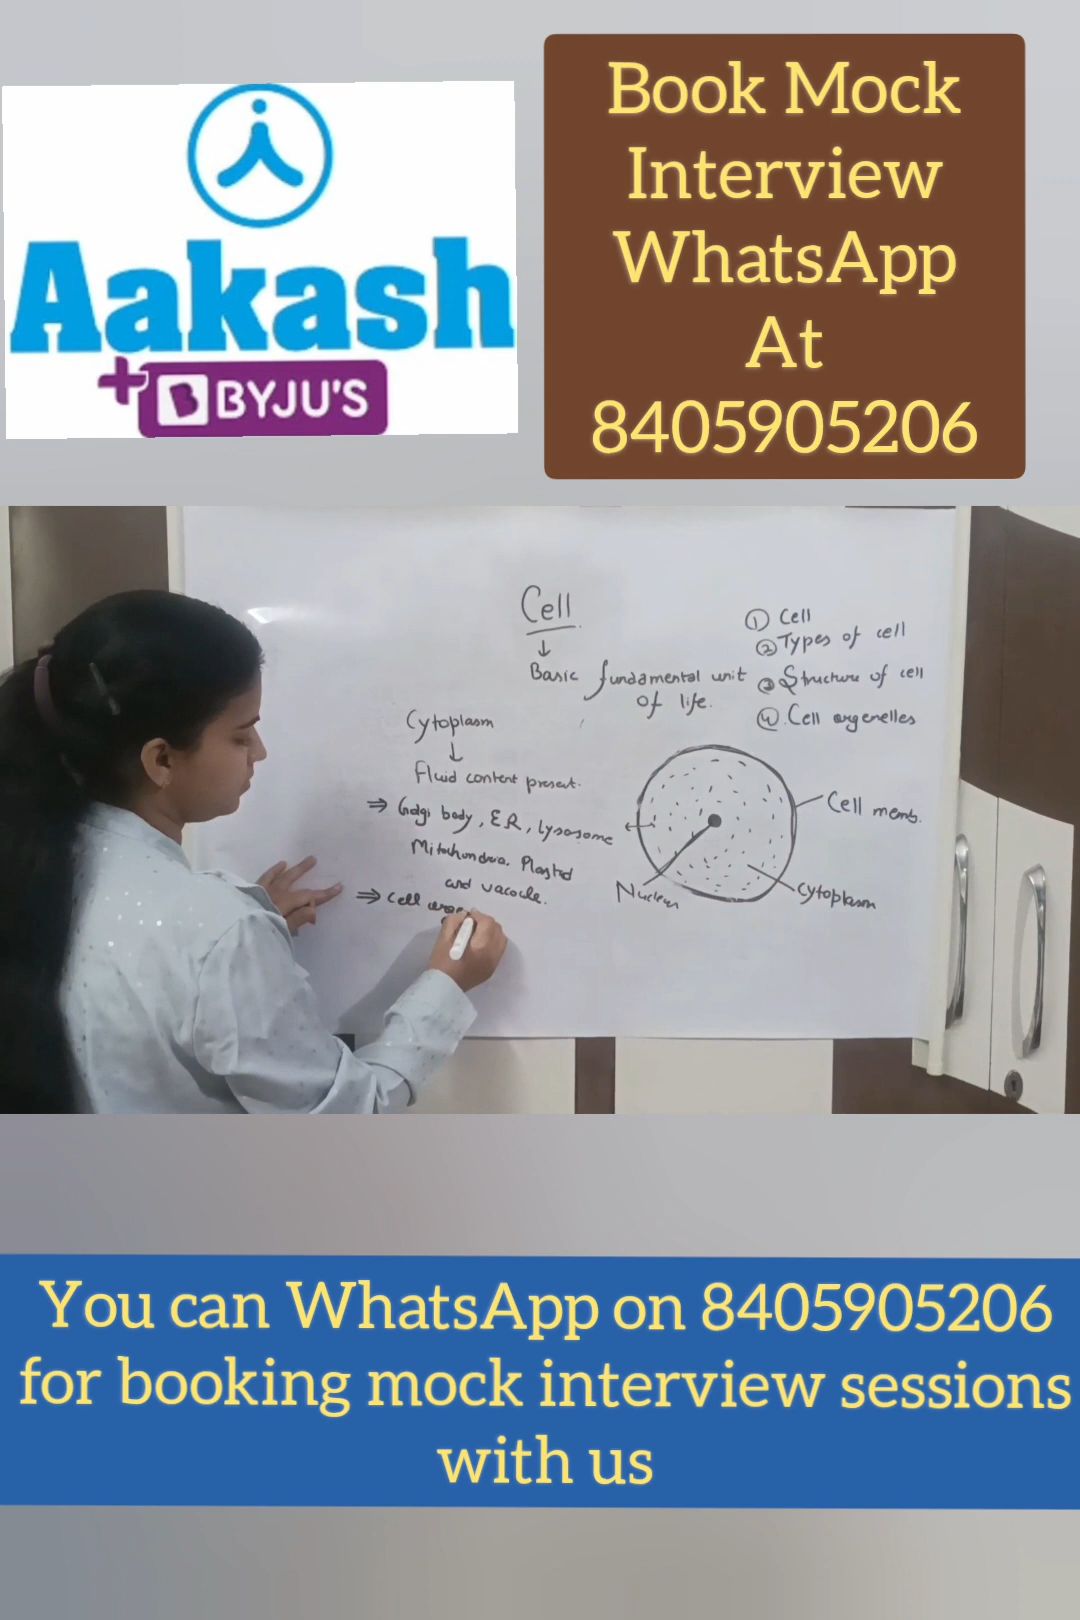 Aakash
+ BYJU'S
Book Mock
Interview
WhatsApp
At
8405905206
Cell
① Cell
② Types of cell
③ Structure of cell
④ Cell orgenelles
Basic fundamental unit
of life.
Cytoplasm
Fluid content present.
⇒ Golgi body, ER, Lysosome
Mitochondria. Plastid
and vacoule.
⇒ Cell
Cell memb.
Cytoplasm
Nucleus
You can WhatsApp on 8405905206
for booking mock interview sessions
with us